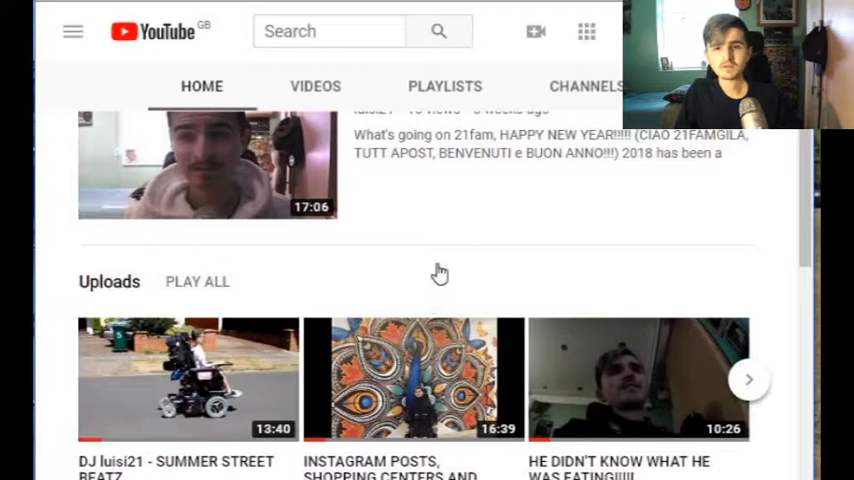 YouTube GB
Search
HOME VIDEOS PLAYLISTS CHANNELS
What's going on 21fam, HAPPY NEW YEAR!!!!! (CIAO 21FAMGILA,
TUTT APOST, BENVENUTI e BUON ANNO!!!) 2018 has been a
17:06
Uploads PLAY ALL
13:40
16:39
10:26
DJ luisi21 - SUMMER STREET
BEATZ
INSTAGRAM POSTS,
SHOPPING CENTERS AND
HE DIDN'T KNOW WHAT HE
WAS EATING!!!!!